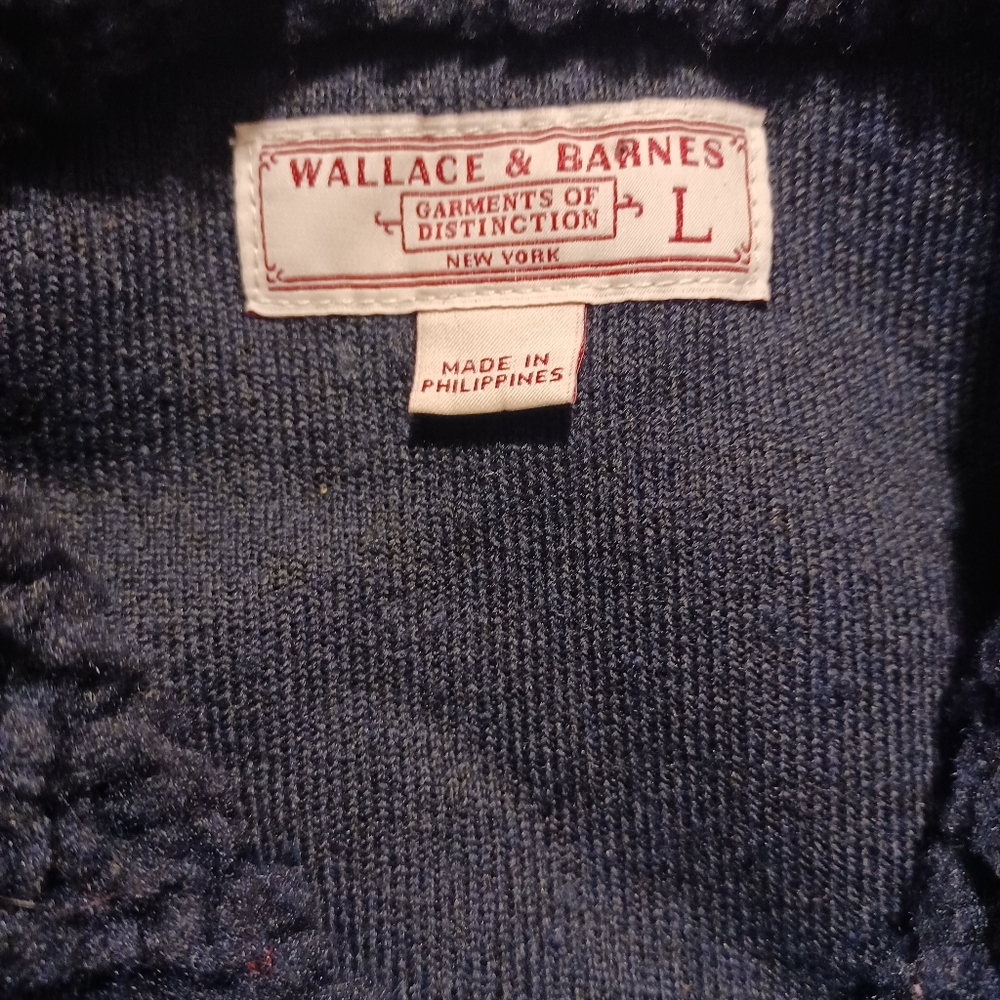 WALLACE & BARNES
GARMENTS OF
DISTINCTION
L
NEW YORK
MADE IN
PHILIPPINES